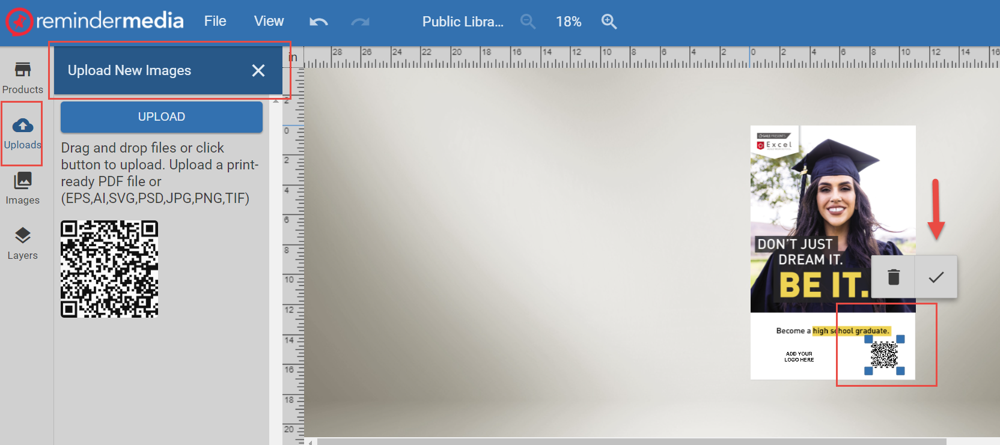 remindermedia File View Public Libra... 18%
Products
Uploads
Images
Layers
Upload New Images
UPLOAD
Drag and drop files or click
button to upload. Upload a print-
ready PDF file or
(EPS,AI,SVG,PSD,JPG,PNG,TIF)
in
28 26 24 22 20 18 16 14 12 10 8 6 4 2 0 2 4 6 8 10 12 14 16
2
0
2
4
6
8
10
12
14
16
18
20
GALE PRESENTS
Excel
DON'T JUST
DREAM IT.
BE IT.
Become a high school graduate.
ADD YOUR
LOGO HERE